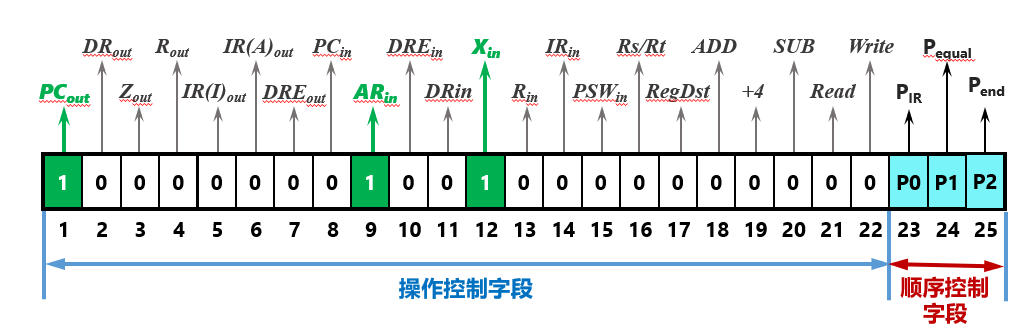 DRout Rout IR(A)out PCin DREin Xin IRin Rs/Rt ADD SUB Write Pequal
PCout Zout IR(I)out DREout ARin DRin Rin PSWin RegDst +4 Read PIR Pend
1 0 0 0 0 0 0 0 1 0 0 1 0 0 0 0 0 0 0 0 0 0 P0 P1 P2
1 2 3 4 5 6 7 8 9 10 11 12 13 14 15 16 17 18 19 20 21 22 23 24 25
操作控制字段
顺序控制
字段